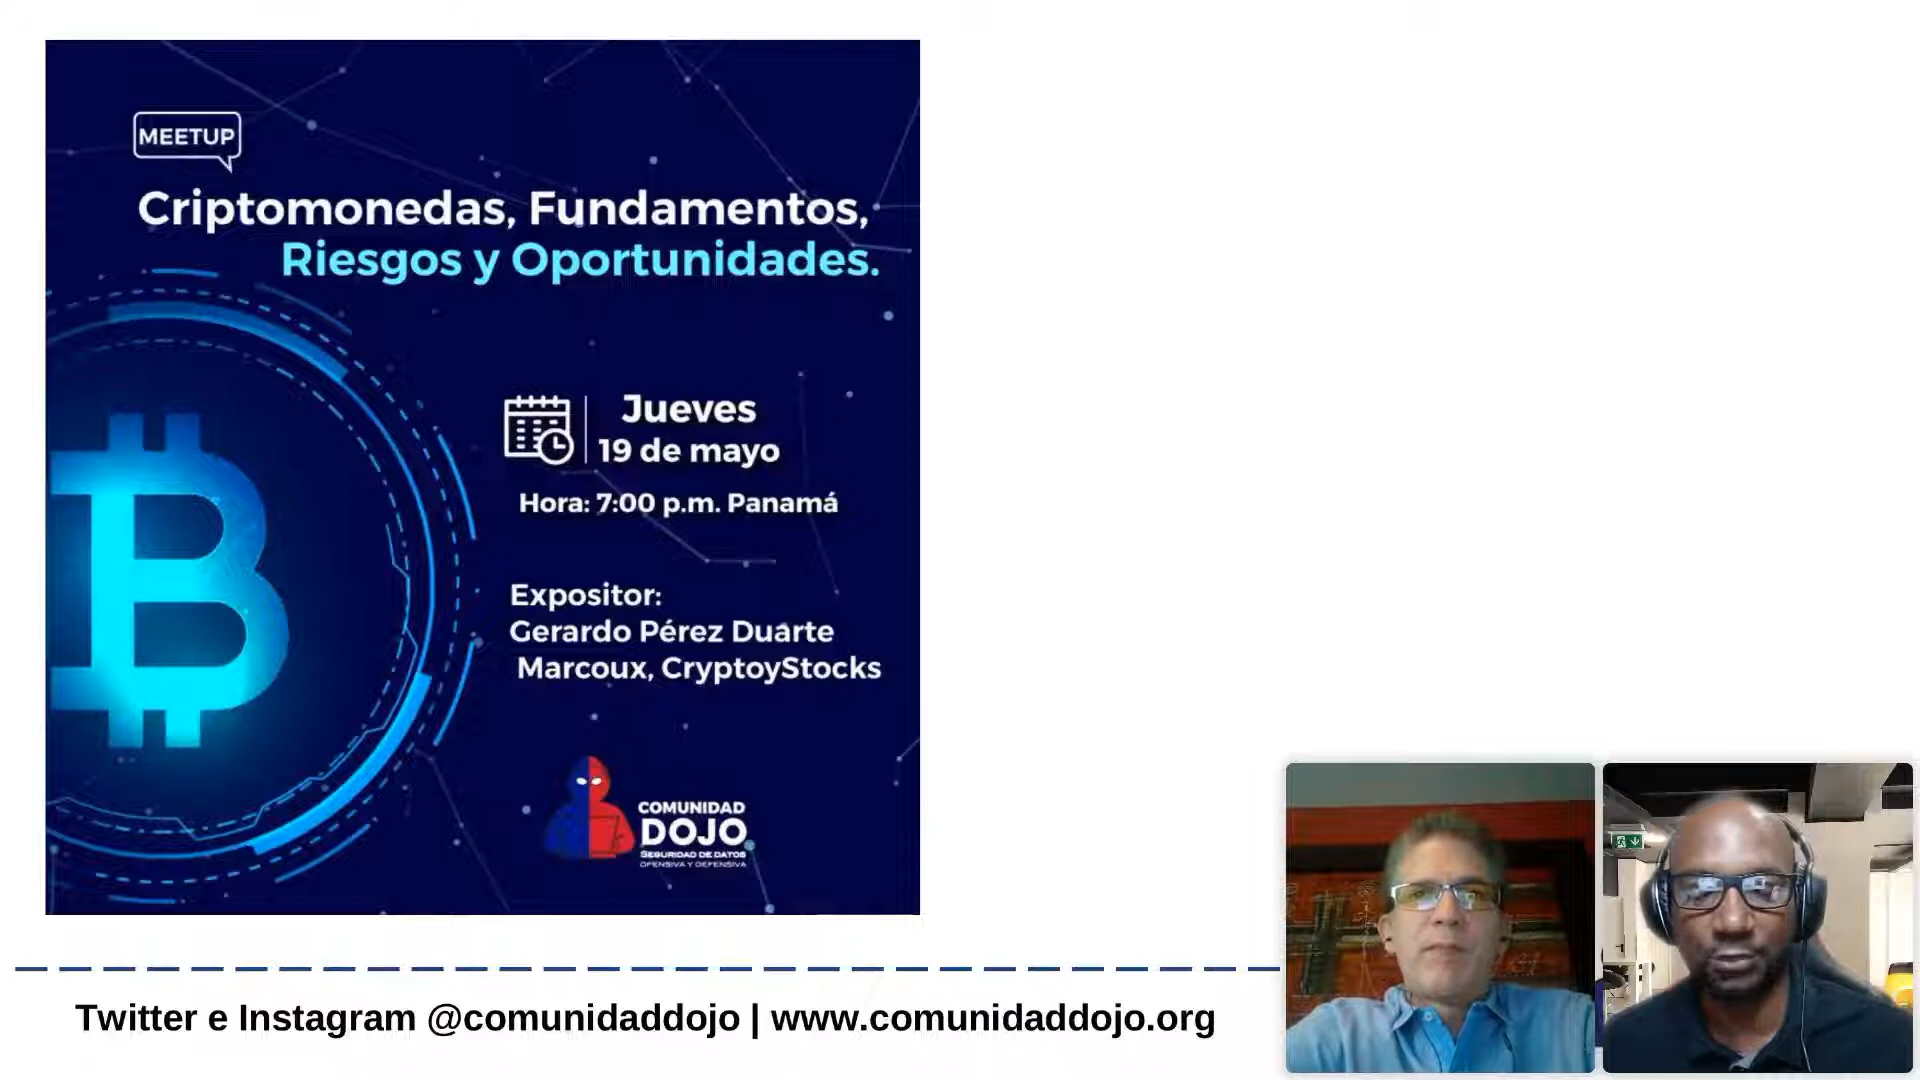 MEETUP
Criptomonedas, Fundamentos,
Riesgos y Oportunidades.
Jueves
19 de mayo
Hora: 7:00 p.m. Panamá
Expositor:
Gerardo Pérez Duarte
Marcoux, CryptoyStocks
COMUNIDAD
DOJO
SEGURIDAD DE DATOS
OFENSIVA Y DEFENSIVA
Twitter e Instagram @comunidaddojo | www.comunidaddojo.org